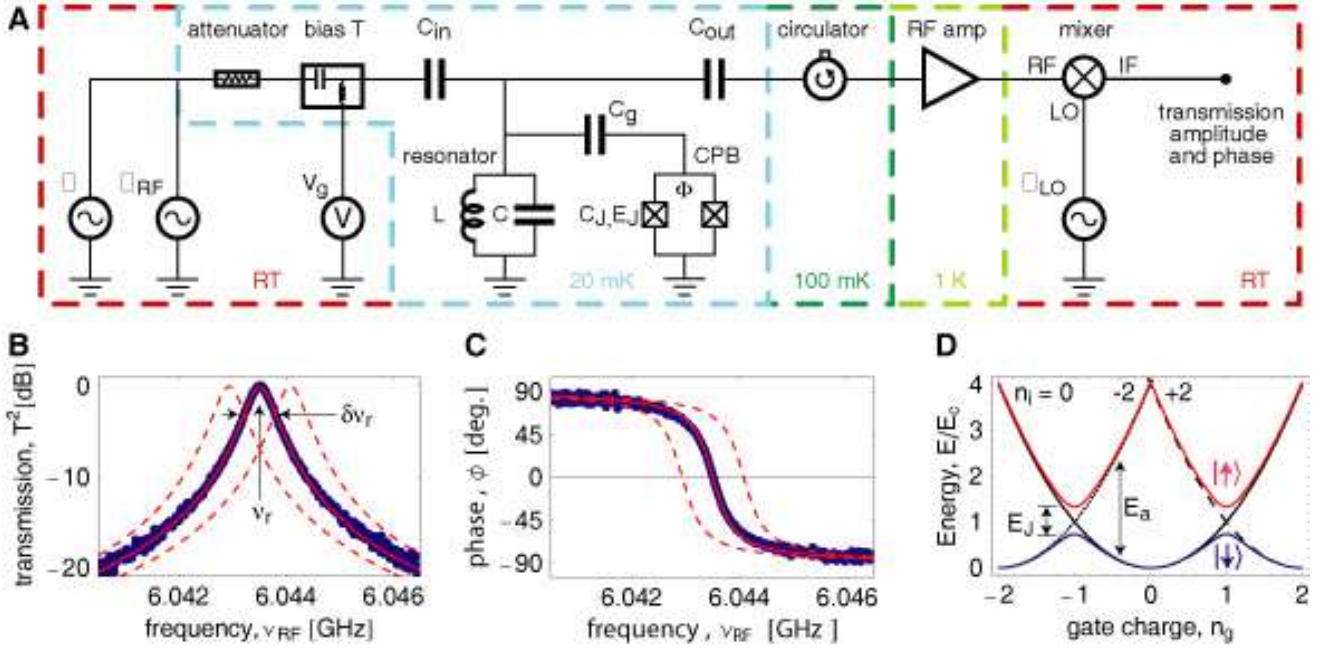 A
attenuator bias T C_in C_out circulator RF amp mixer
RF IF
LO
C_g
transmission
amplitude
and phase
resonator CPB
Φ
RF V_g LO
V L C C_J,E_J
RT 20 mK 100 mK 1 K RT
B
transmission, T² [dB]
0
-10
-20
δν_r
ν_r
6.042 6.044 6.046
frequency, ν_RF [GHz]
C
phase , ϕ [deg.]
90
45
0
-45
-90
6.042 6.044 6.046
frequency , ν_RF [GHz ]
D
Energy, E/E_c
4
3
2
1
0
n_i = 0 -2 +2
|↑⟩
E_J
E_a
|↓⟩
-2 -1 0 1 2
gate charge, n_g